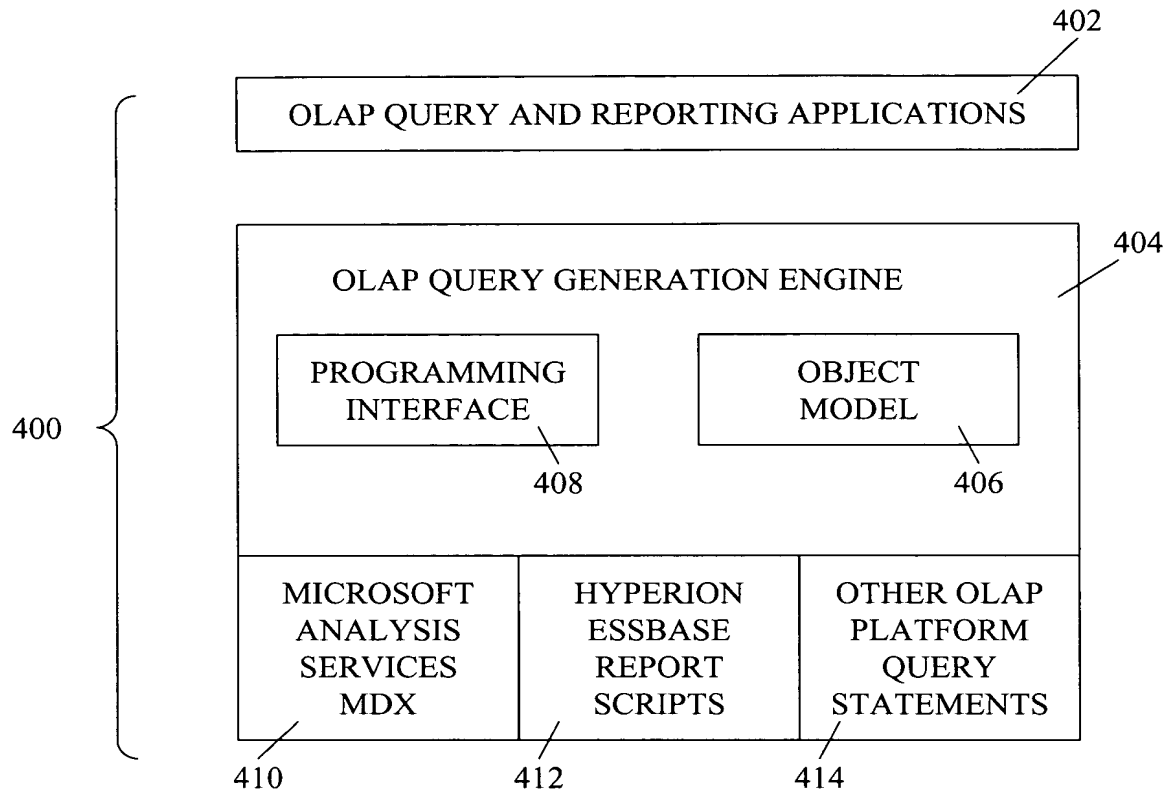 402
OLAP QUERY AND REPORTING APPLICATIONS
404
OLAP QUERY GENERATION ENGINE
PROGRAMMING
INTERFACE
408
OBJECT
MODEL
406
400
MICROSOFT
ANALYSIS
SERVICES
MDX
410
HYPERION
ESSBASE
REPORT
SCRIPTS
412
OTHER OLAP
PLATFORM
QUERY
STATEMENTS
414